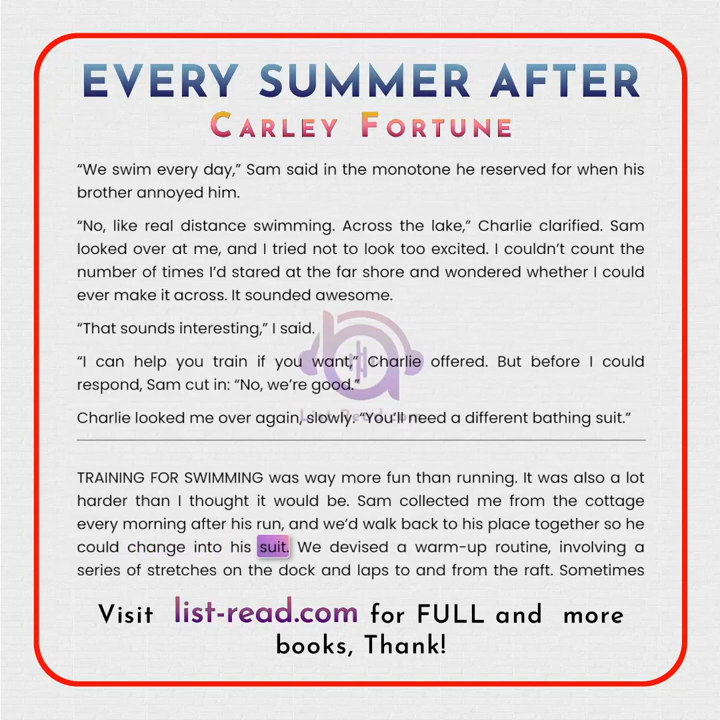 EVERY SUMMER AFTER
CARLEY FORTUNE
“We swim every day,” Sam said in the monotone he reserved for when his
brother annoyed him.
“No, like real distance swimming. Across the lake,” Charlie clarified. Sam
looked over at me, and I tried not to look too excited. I couldn’t count the
number of times I’d stared at the far shore and wondered whether I could
ever make it across. It sounded awesome.
“That sounds interesting,” I said.
“I can help you train if you want,” Charlie offered. But before I could
respond, Sam cut in: “No, we’re good.”
List-Read.com
Charlie looked me over again, slowly. “You’ll need a different bathing suit.”
TRAINING FOR SWIMMING was way more fun than running. It was also a lot
harder than I thought it would be. Sam collected me from the cottage
every morning after his run, and we’d walk back to his place together so he
could change into his suit. We devised a warm-up routine, involving a
series of stretches on the dock and laps to and from the raft. Sometimes
Visit list-read.com for FULL and more
books, Thank!